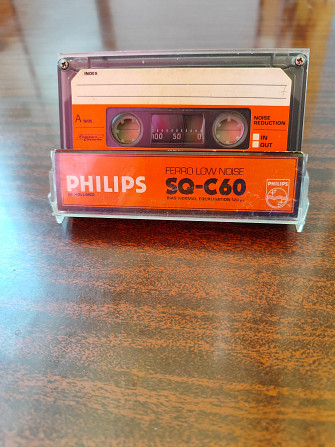 INDEX
A
NOISE
REDUCTION
IN
OUT
100 50 0
FERRO LOW NOISE
PHILIPS
SQ-C60
PHILIPS